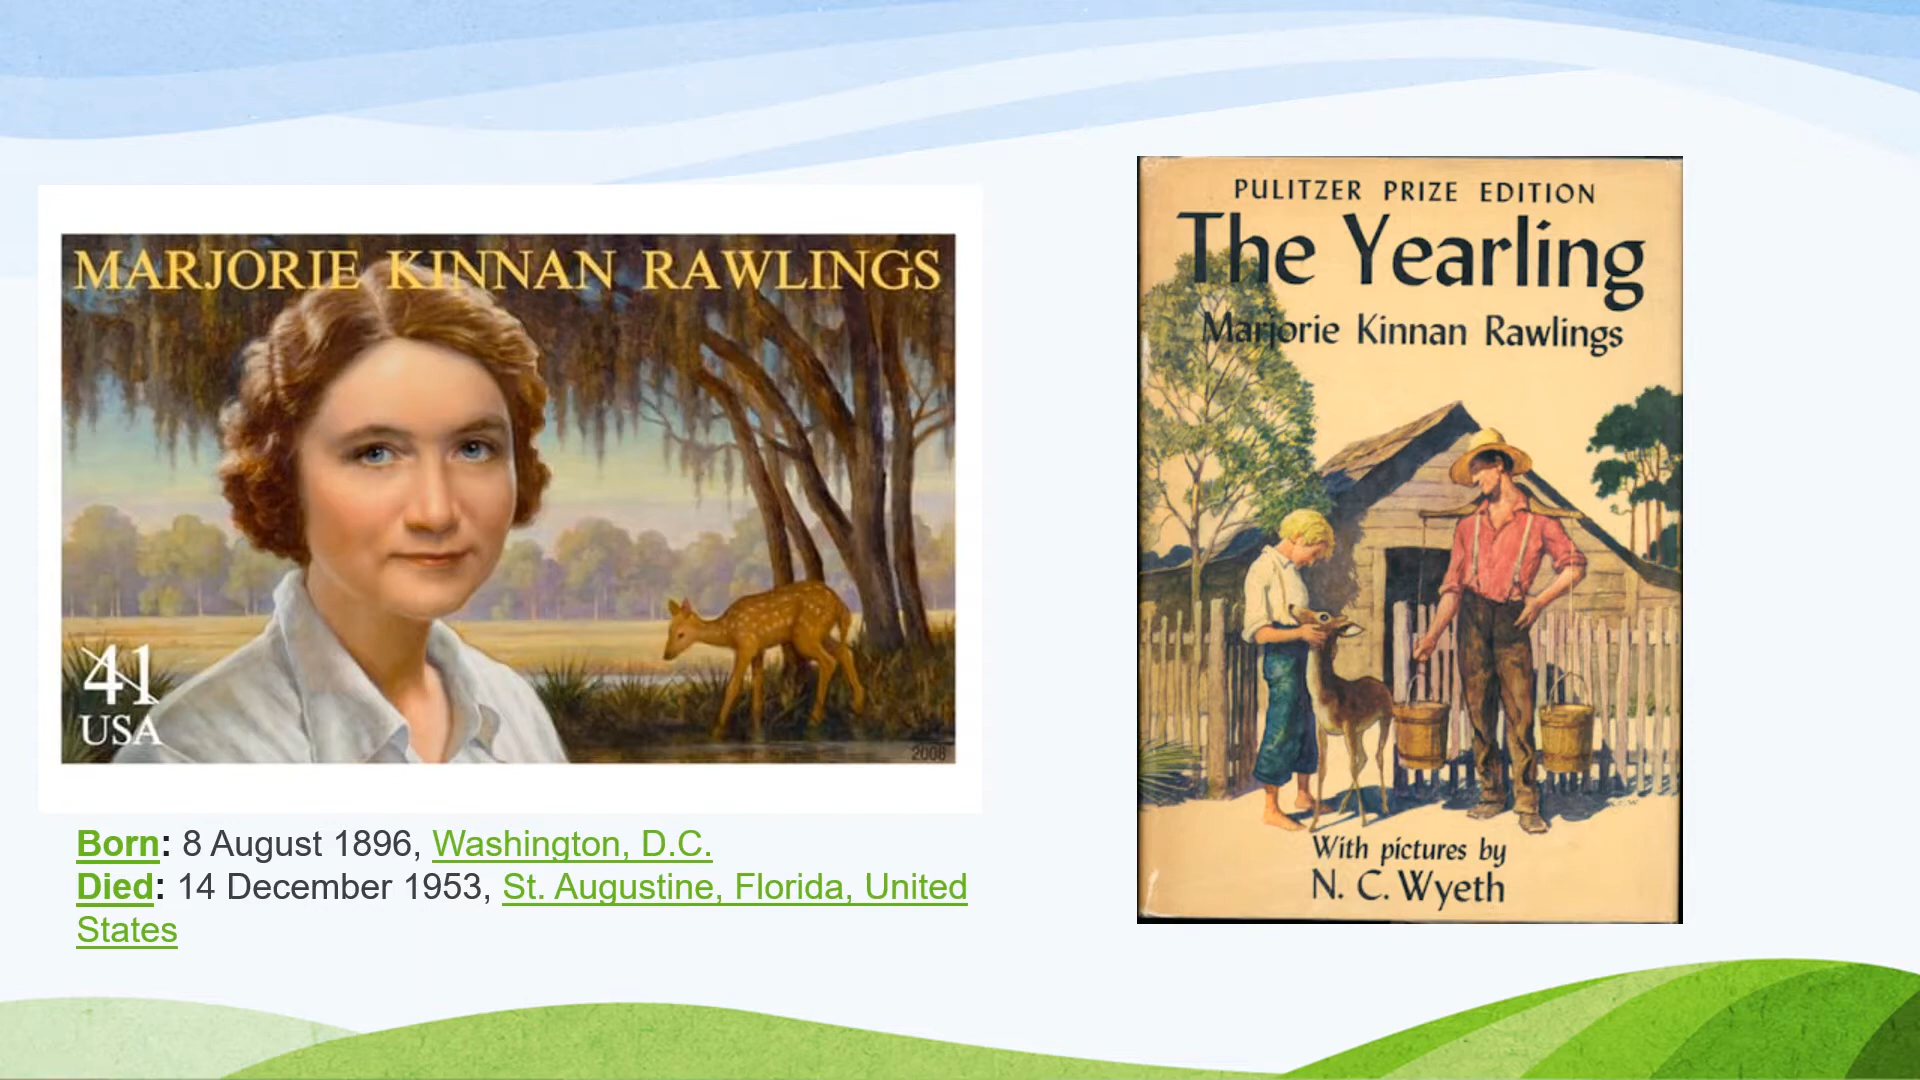 MARJORIE KINNAN RAWLINGS
41
USA
2008
Born: 8 August 1896, Washington, D.C.
Died: 14 December 1953, St. Augustine, Florida, United
States
PULITZER PRIZE EDITION
The Yearling
Marjorie Kinnan Rawlings
With pictures by
N. C. Wyeth